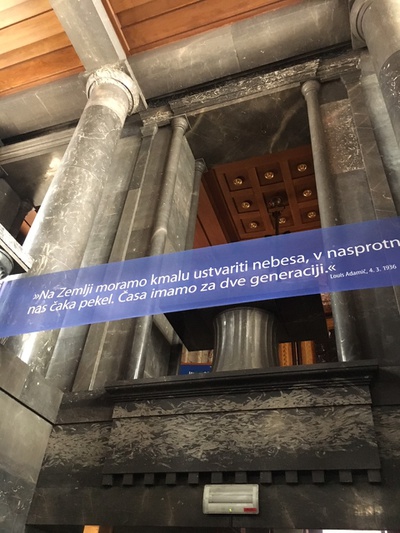 »Na Zemlji moramo kmalu ustvariti nebesa, v nasprotn
nas čaka pekel. Časa imamo za dve generaciji.«
Louis Adamič, 4. 3. 1936